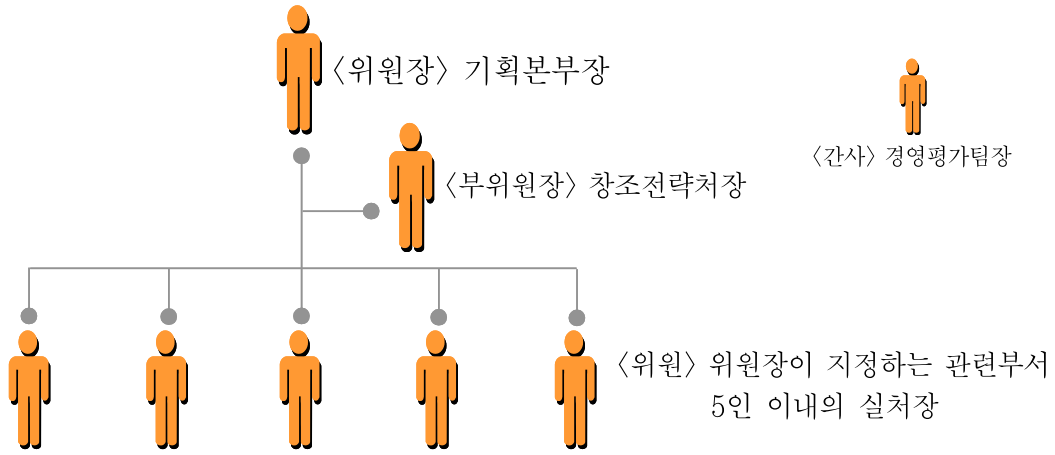 〈위원장〉 기획본부장
〈간사〉 경영평가팀장
〈부위원장〉 창조전략처장
〈위원〉 위원장이 지정하는 관련부서
5인 이내의 실처장